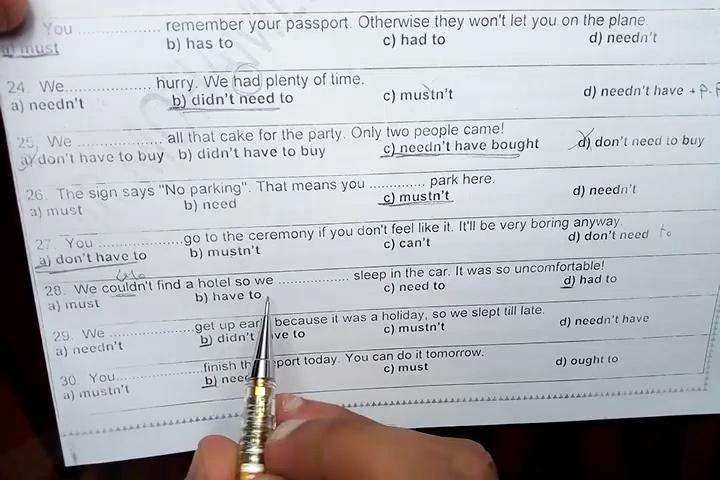 You .............. remember your passport. Otherwise they won't let you on the plane.
a) must b) has to c) had to d) needn't
24. We................... hurry. We had plenty of time.
a) needn't b) didn't need to c) mustn't d) needn't have + P.P
25. We .................. all that cake for the party. Only two people came!
a) don't have to buy b) didn't have to buy c) needn't have bought d) don't need to buy
26. The sign says "No parking". That means you ............. park here.
a) must b) need c) mustn't d) needn't
27. You ...................go to the ceremony if you don't feel like it. It'll be very boring anyway.
a) don't have to b) mustn't c) can't d) don't need to
28. We couldn't find a hotel so we .................. sleep in the car. It was so uncomfortable!
a) must b) have to c) need to d) had to
29. We ...................get up because it was a holiday, so we slept till late.
a) needn't b) didn't c) mustn't d) needn't have
30. You...................finish today. You can do it tomorrow.
a) mustn't b) c) must d) ought to